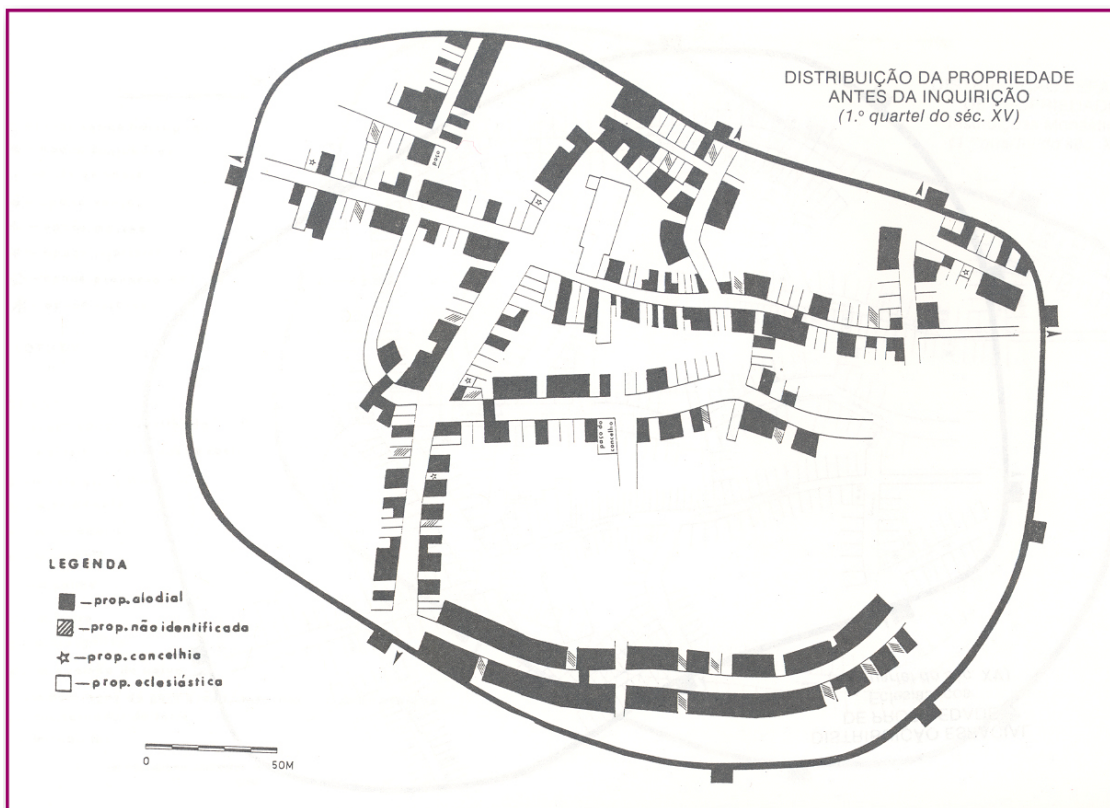 DISTRIBUIÇÃO DA PROPRIEDADE
ANTES DA INQUIRIÇÃO
(1.º quartel do séc. XV)
paço
paço do
concelho
LEGENDA
—prop. alodial
—prop. não identificada
—prop. concelhia
—prop. eclesiástica
0 50M